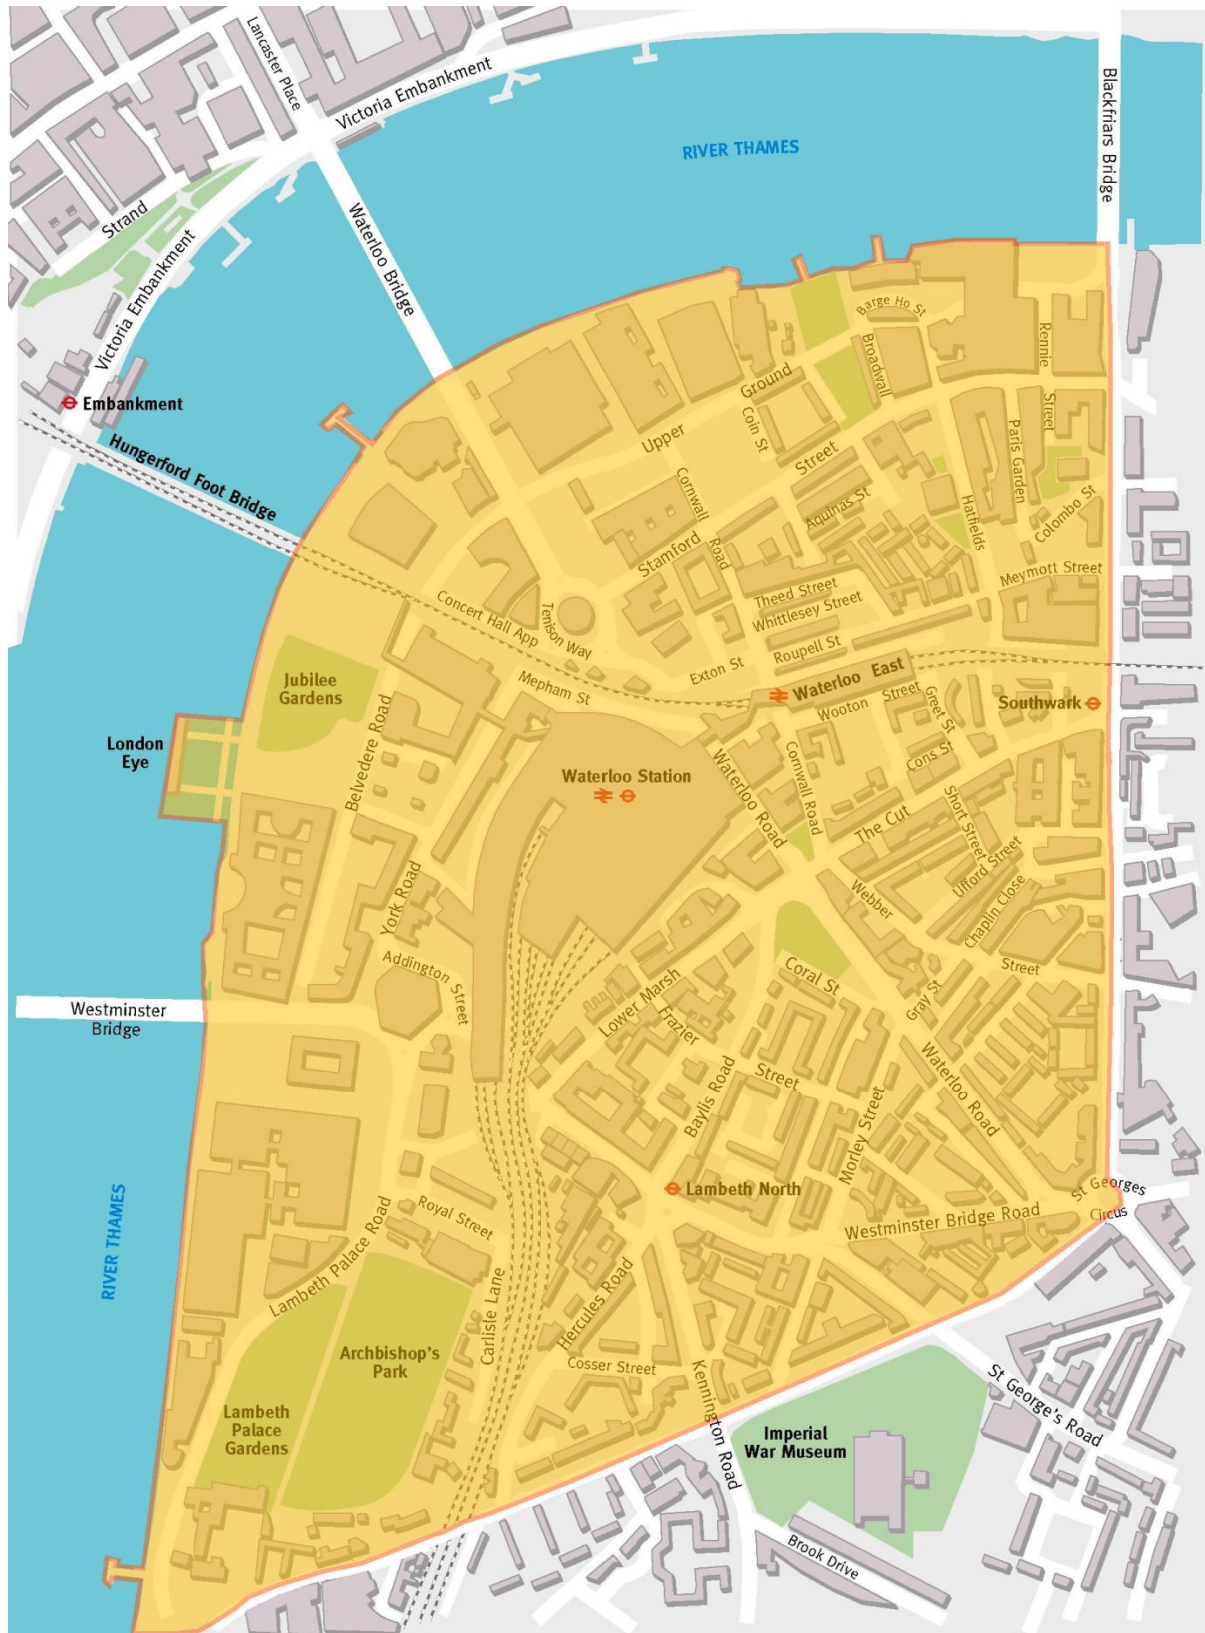 Lancaster Place
Victoria Embankment
Blackfriars Bridge
RIVER THAMES
Strand
Waterloo Bridge
Victoria Embankment
Barge Ho St
Rennie
Street
Broadwall
Ground
Upper
Coin St
Embankment
Street
Stamford
Paris Garden
Hungerford Foot Bridge
Cornwall
Road
Aquinas St
Hatfields
Colombo St
Meymott Street
Theed Street
Whittlesey Street
Concert Hall App
Tenison Way
Roupell St
Exton St
Mepham St
Jubilee
Gardens
Waterloo East
Wooton Street
Greet St
Southwark
Belvedere Road
London
Eye
Waterloo Station
Waterloo Road
Cornwall Road
Cons St
The Cut
Short Street
Ufford Street
Webber
Street
Chaplin Close
York Road
Addington
Street
Coral St
Gray St
Lower Marsh
Frazier
Street
Westminster
Bridge
Baylis Road
Waterloo Road
Morley Street
Lambeth North
St Georges
Circus
Westminster Bridge Road
RIVER THAMES
Royal Street
Lambeth Palace Road
Carlisle Lane
Hercules Road
Archbishop's
Park
Cosser Street
Kennington Road
St George's Road
Lambeth
Palace
Gardens
Imperial
War Museum
Brook Drive